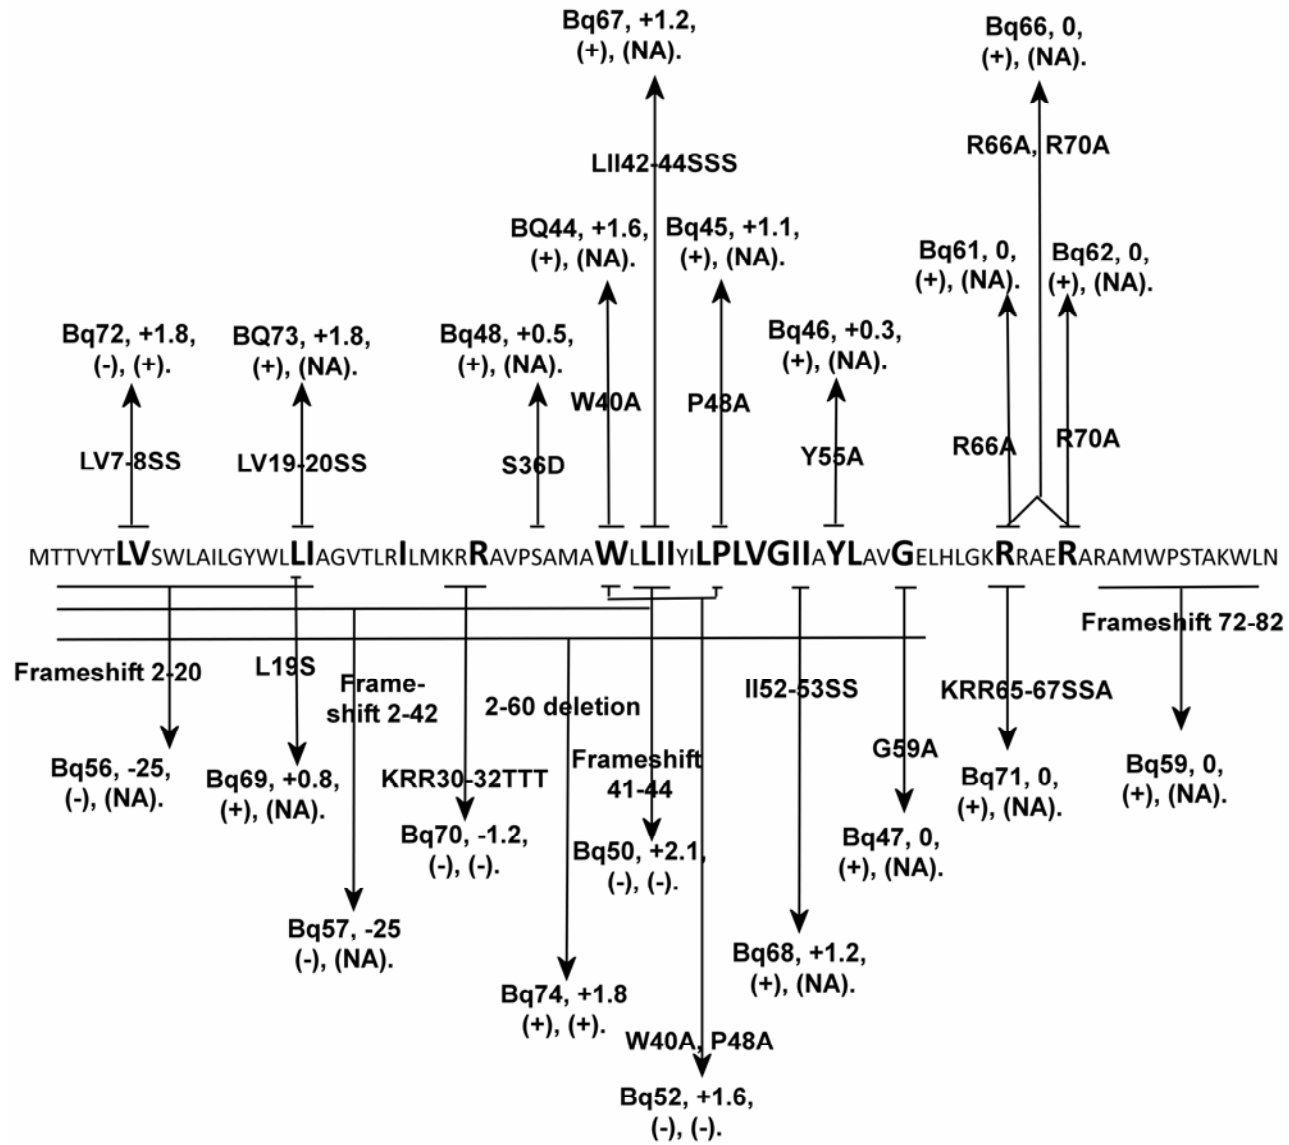 Bq67, +1.2,
(+), (NA).
Bq66, 0,
(+), (NA).
R66A, R70A
LII42-44SSS
BQ44, +1.6,
(+), (NA).
Bq45, +1.1,
(+), (NA).
Bq61, 0,
(+), (NA).
Bq62, 0,
(+), (NA).
Bq72, +1.8,
(-), (+).
BQ73, +1.8,
(+), (NA).
Bq48, +0.5,
(+), (NA).
Bq46, +0.3,
(+), (NA).
W40A
P48A
LV7-8SS
LV19-20SS
S36D
Y55A
R66A
R70A
MTTVYTLVSWLAILGYWLLIAGVTLRILMKRRAVPSAMAWLLIIYILPLVGIIAYLAVGELHLGKRRAERARAMWPSTAKWLN
Frameshift 2-20
L19S
Frame-
shift 2-42
2-60 deletion
II52-53SS
KRR65-67SSA
Frameshift 72-82
Frameshift
41-44
G59A
KRR30-32TTT
Bq56, -25,
(-), (NA).
Bq69, +0.8,
(+), (NA).
Bq70, -1.2,
(-), (-).
Bq50, +2.1,
(-), (-).
Bq47, 0,
(+), (NA).
Bq71, 0,
(+), (NA).
Bq59, 0,
(+), (NA).
Bq57, -25
(-), (NA).
Bq74, +1.8
(+), (+).
Bq68, +1.2,
(+), (NA).
W40A, P48A
Bq52, +1.6,
(-), (-).